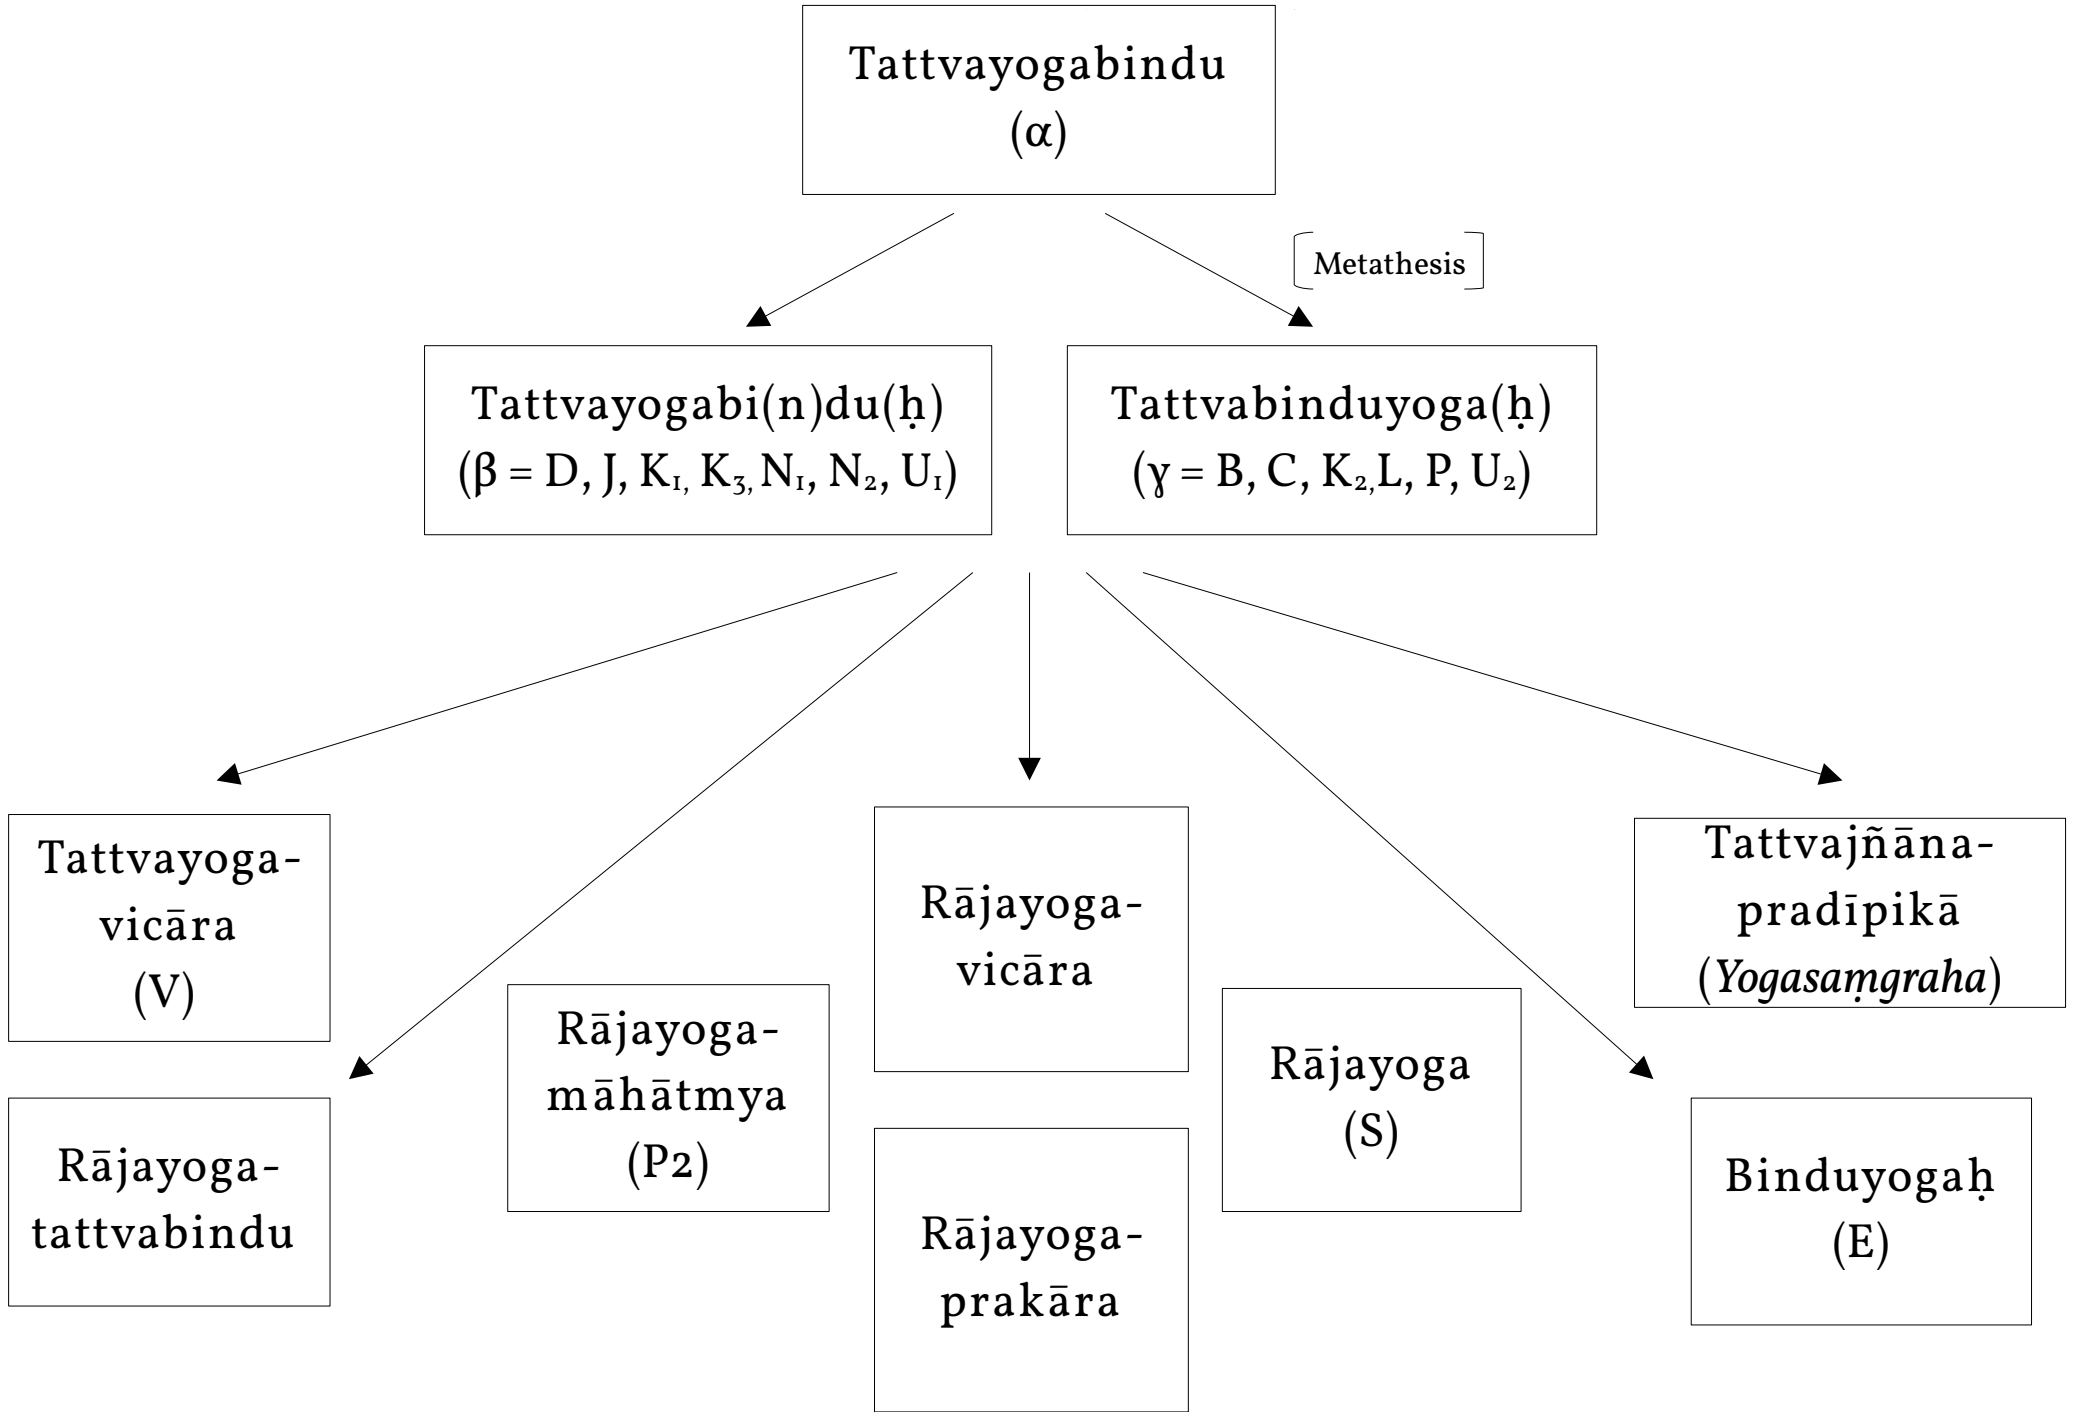 Tattvayogabindu
(α)
[Metathesis]
Tattvayogabi(n)du(ḥ)
(β = D, J, K₁, K₃, N₁, N₂, U₁)
Tattvabinduyoga(ḥ)
(γ = B, C, K₂,L, P, U₂)
Tattvayoga-
vicāra
(V)
Rājayoga-
tattvabindu
Rājayoga-
māhātmya
(P2)
Rājayoga-
vicāra
Rājayoga-
prakāra
Rājayoga
(S)
Tattvajñāna-
pradīpikā
(Yogasaṃgraha)
Binduyogaḥ
(E)